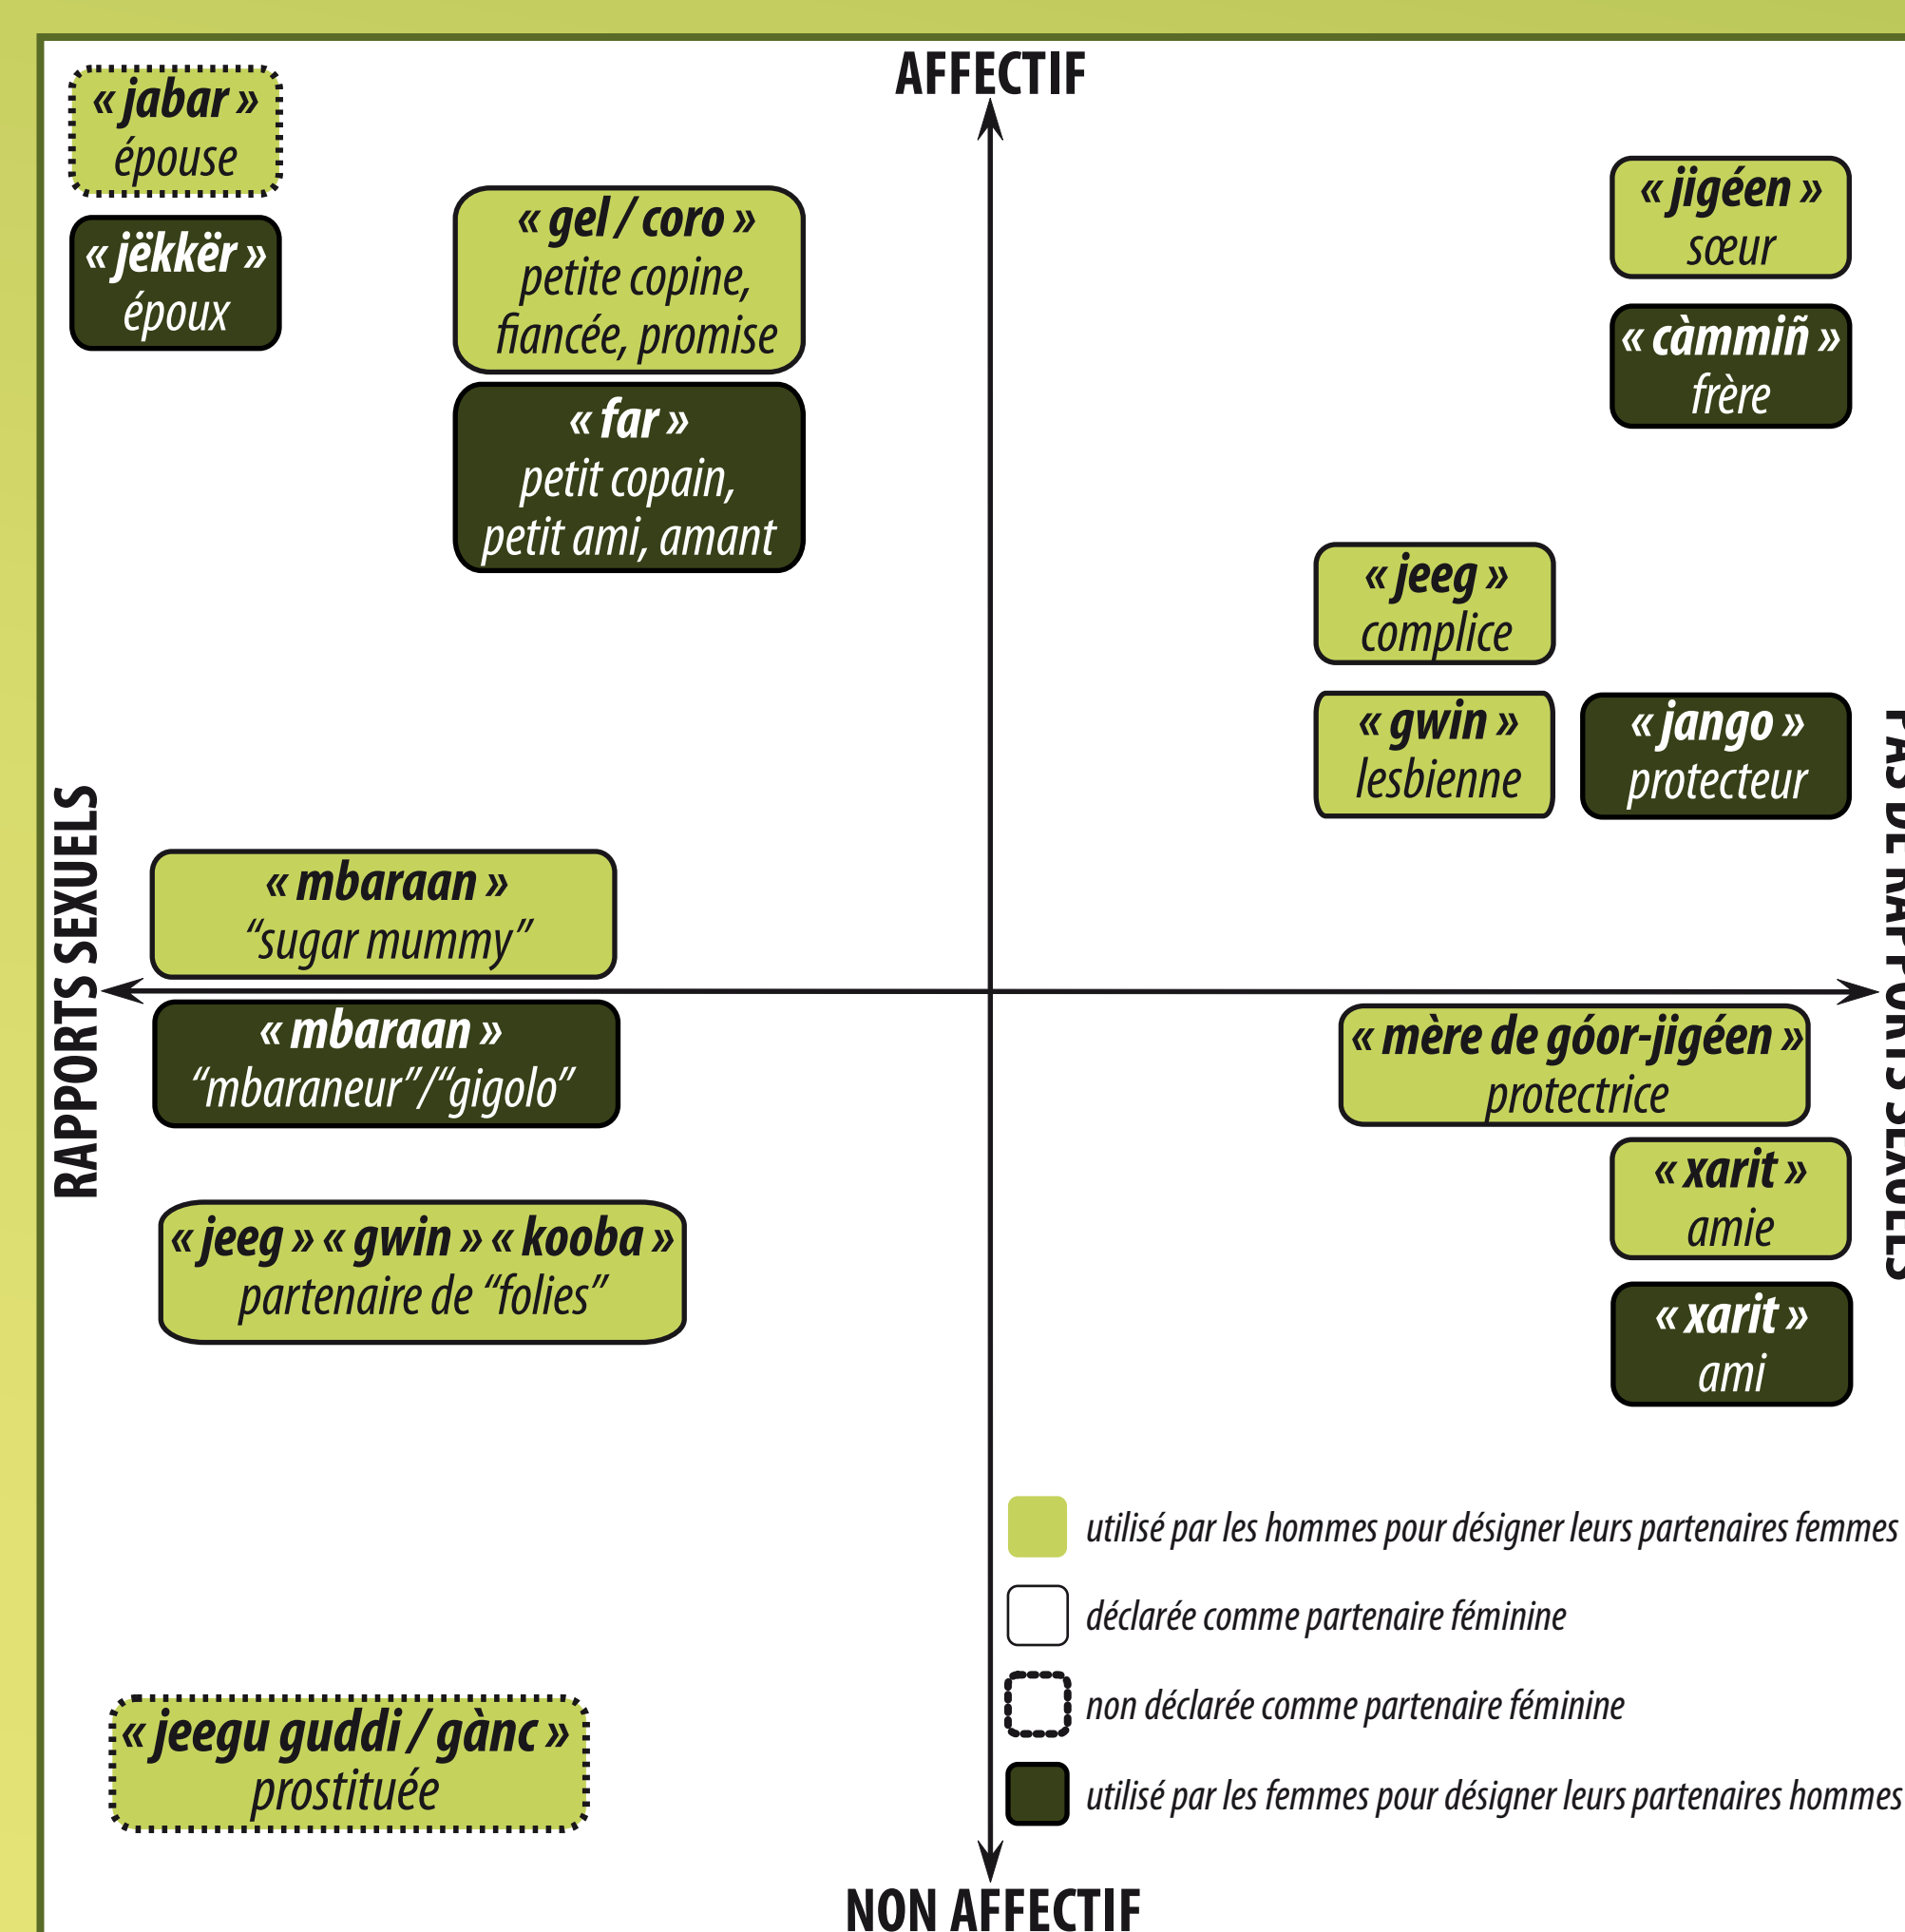 AFFECTIF
« jabar »
épouse
« jëkkër »
époux
« gel / coro »
petite copine,
fiancée, promise
« far »
petit copain,
petit ami, amant
« jigéen »
sœur
« càmmiñ »
frère
« jeeg »
complice
« gwin »
lesbienne
« jango »
protecteur
RAPPORTS SEXUELS
PAS DE RAPPORTS SEXUELS
« mbaraan »
“sugar mummy”
« mbaraan »
“mbaraneur”/“gigolo”
« mère de góor-jigéen »
protectrice
« xarit »
amie
« xarit »
ami
« jeeg » « gwin » « kooba »
partenaire de “folies”
« jeegu guddi / gànc »
prostituée
utilisé par les hommes pour désigner leurs partenaires femmes
déclarée comme partenaire féminine
non déclarée comme partenaire féminine
utilisé par les femmes pour désigner leurs partenaires hommes
NON AFFECTIF